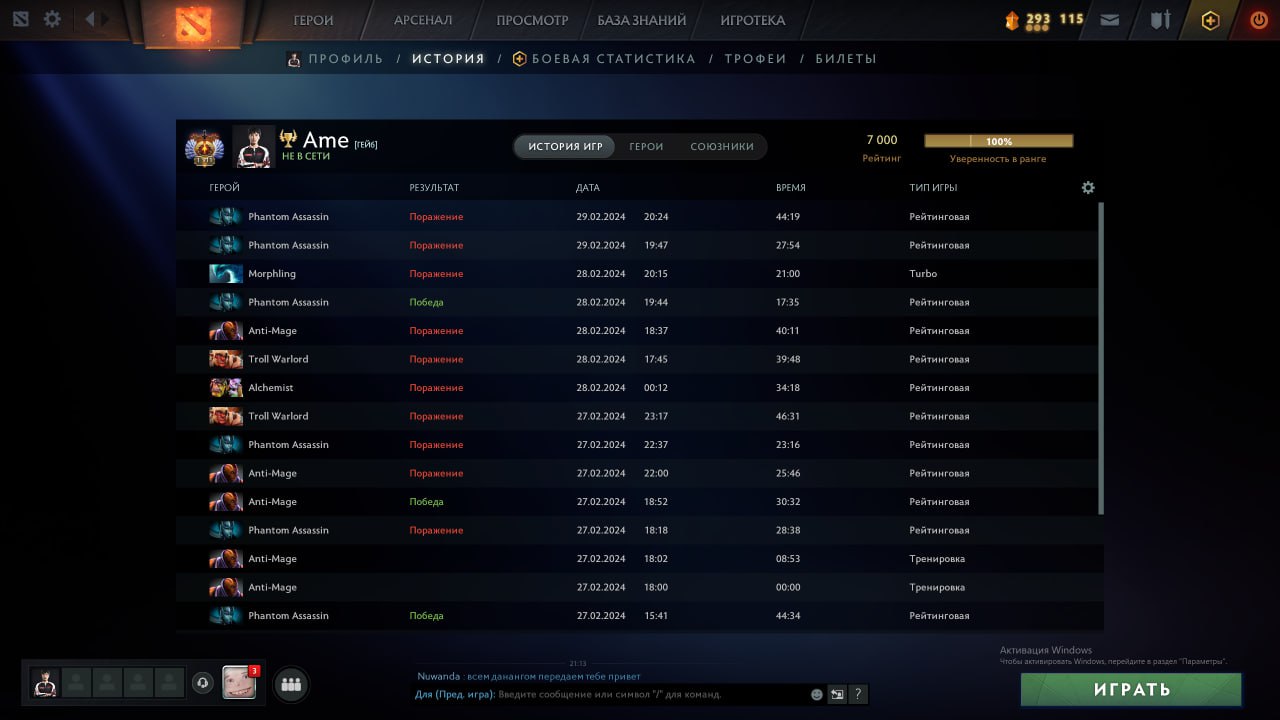 ГЕРОИ АРСЕНАЛ ПРОСМОТР БАЗА ЗНАНИЙ ИГРОТЕКА 293 115
ПРОФИЛЬ / ИСТОРИЯ / БОЕВАЯ СТАТИСТИКА / ТРОФЕИ / БИЛЕТЫ
Ame [ГЕЙ6]
НЕ В СЕТИ
ИСТОРИЯ ИГР ГЕРОИ СОЮЗНИКИ
7 000 100%
Рейтинг Уверенность в ранге
ГЕРОЙ РЕЗУЛЬТАТ ДАТА ВРЕМЯ ТИП ИГРЫ
Phantom Assassin Поражение 29.02.2024 20:24 44:19 Рейтинговая
Phantom Assassin Поражение 29.02.2024 19:47 27:54 Рейтинговая
Morphling Поражение 28.02.2024 20:15 21:00 Turbo
Phantom Assassin Победа 28.02.2024 19:44 17:35 Рейтинговая
Anti-Mage Поражение 28.02.2024 18:37 40:11 Рейтинговая
Troll Warlord Поражение 28.02.2024 17:45 39:48 Рейтинговая
Alchemist Поражение 28.02.2024 00:12 34:18 Рейтинговая
Troll Warlord Поражение 27.02.2024 23:17 46:31 Рейтинговая
Phantom Assassin Поражение 27.02.2024 22:37 23:16 Рейтинговая
Anti-Mage Поражение 27.02.2024 22:00 25:46 Рейтинговая
Anti-Mage Победа 27.02.2024 18:52 30:32 Рейтинговая
Phantom Assassin Поражение 27.02.2024 18:18 28:38 Рейтинговая
Anti-Mage 27.02.2024 18:02 08:53 Тренировка
Anti-Mage 27.02.2024 18:00 00:00 Тренировка
Phantom Assassin Победа 27.02.2024 15:41 44:34 Рейтинговая
Активация Windows
Чтобы активировать Windows, перейдите в раздел "Параметры".
21:13
3
Nuwanda : всем данангом передаем тебе привет
Для (Пред. игра): Введите сообщение или символ "/" для команд.
?
ИГРАТЬ